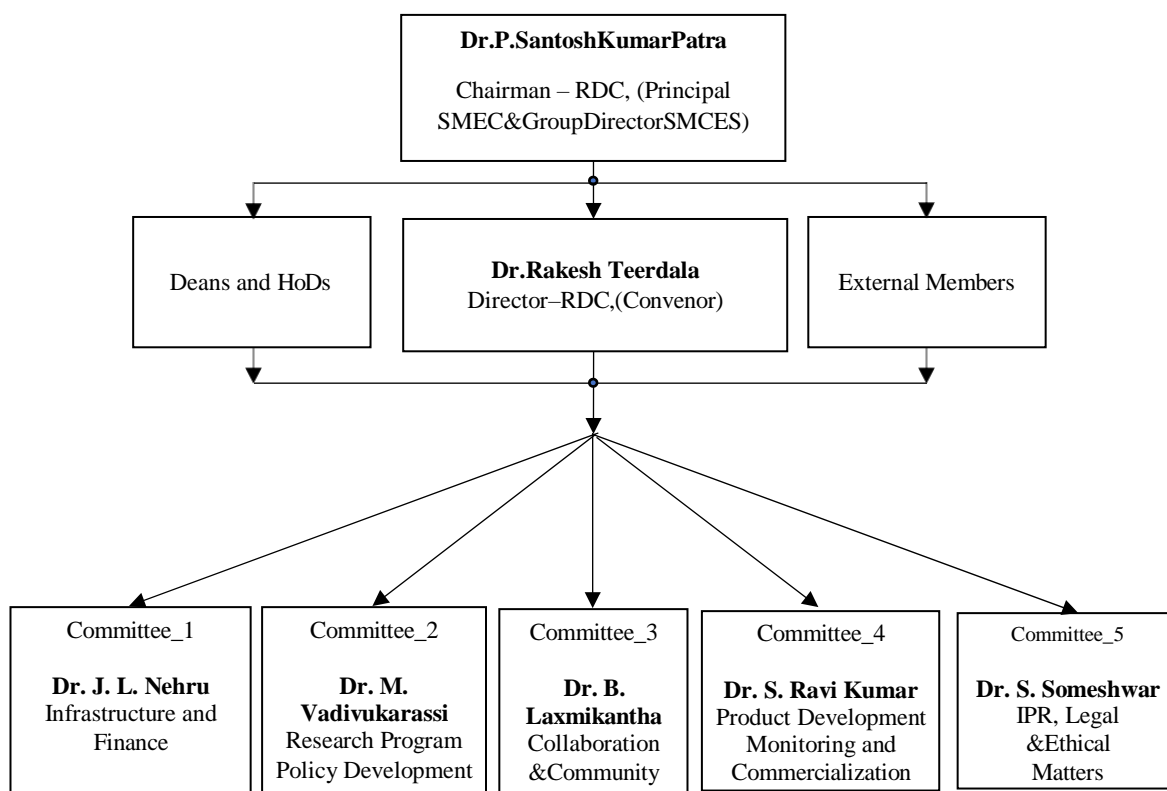 Dr.P.SantoshKumarPatra
Chairman – RDC, (Principal
SMEC&GroupDirectorSMCES)
Deans and HoDs
Dr.Rakesh Teerdala
Director–RDC,(Convenor)
External Members
Committee_1
Dr. J. L. Nehru
Infrastructure and
Finance
Committee_2
Dr. M.
Vadivukarassi
Research Program
Policy Development
Committee_3
Dr. B.
Laxmikantha
Collaboration
&Community
Committee_4
Dr. S. Ravi Kumar
Product Development
Monitoring and
Commercialization
Committee_5
Dr. S. Someshwar
IPR, Legal
&Ethical
Matters